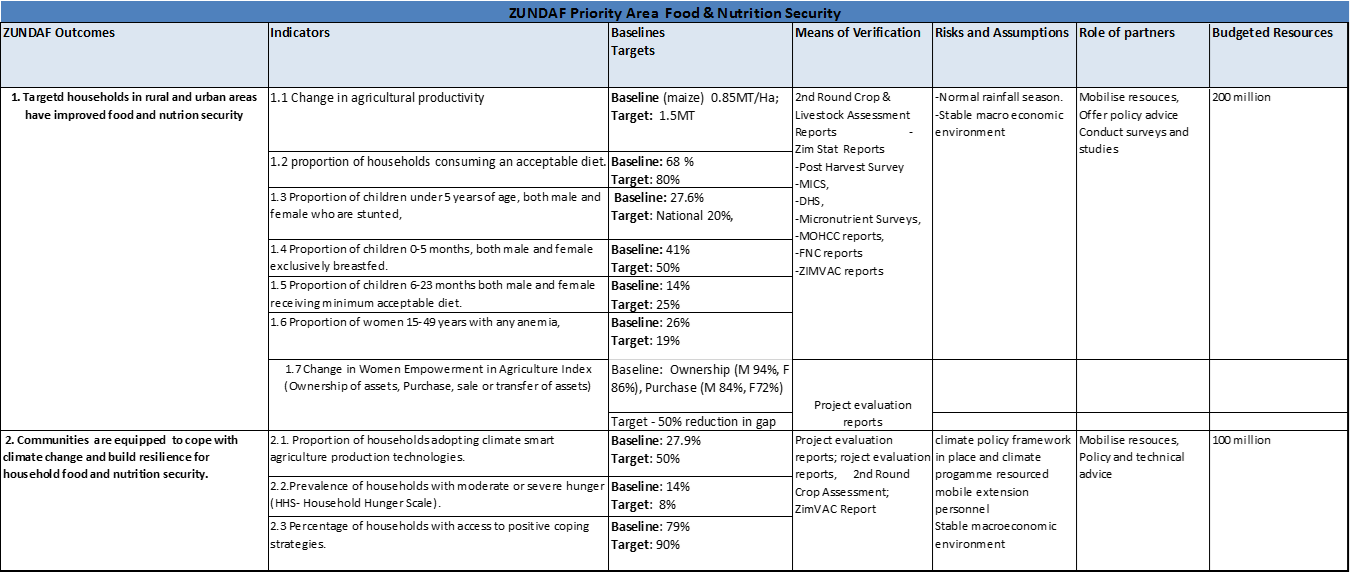 ZUNDAF Priority Area Food & Nutrition Security
ZUNDAF Outcomes
Indicators
Baselines
Targets
Means of Verification
Risks and Assumptions
Role of partners
Budgeted Resources
1. Targetd households in rural and urban areas
have improved food and nutrion security
1.1 Change in agricultural productivity
Baseline (maize) 0.85MT/Ha;
Target: 1.5MT
2nd Round Crop &
Livestock Assessment
Reports -
Zim Stat Reports
-Post Harvest Survey
-MICS,
-DHS,
-Micronutrient Surveys,
-MOHCC reports,
-FNC reports
-ZIMVAC reports
-Normal rainfall season.
-Stable macro economic
environment
Mobilise resouces,
Offer policy advice
Conduct surveys and
studies
200 million
1.2 proportion of households consuming an acceptable diet.
Baseline: 68 %
Target: 80%
1.3 Proportion of children under 5 years of age, both male and
female who are stunted,
Baseline: 27.6%
Target: National 20%,
1.4 Proportion of children 0-5 months, both male and female
exclusively breastfed.
Baseline: 41%
Target: 50%
1.5 Proportion of children 6-23 months both male and female
receiving minimum acceptable diet.
Baseline: 14%
Target: 25%
1.6 Proportion of women 15-49 years with any anemia,
Baseline: 26%
Target: 19%
1.7 Change in Women Empowerment in Agriculture Index
(Ownership of assets, Purchase, sale or transfer of assets)
Baseline: Ownership (M 94%, F
86%), Purchase (M 84%, F72%)
Target - 50% reduction in gap
Project evaluation
reports
2. Communities are equipped to cope with
climate change and build resilience for
household food and nutrition security.
2.1. Proportion of households adopting climate smart
agriculture production technologies.
Baseline: 27.9%
Target: 50%
Project evaluation
reports; roject evaluation
reports, 2nd Round
Crop Assessment;
ZimVAC Report
climate policy framework
in place and climate
progamme resourced
mobile extension
personnel
Stable macroeconomic
environment
Mobilise resouces,
Policy and technical
advice
100 million
2.2.Prevalence of households with moderate or severe hunger
(HHS- Household Hunger Scale).
Baseline: 14%
Target: 8%
2.3 Percentage of households with access to positive coping
strategies.
Baseline: 79%
Target: 90%